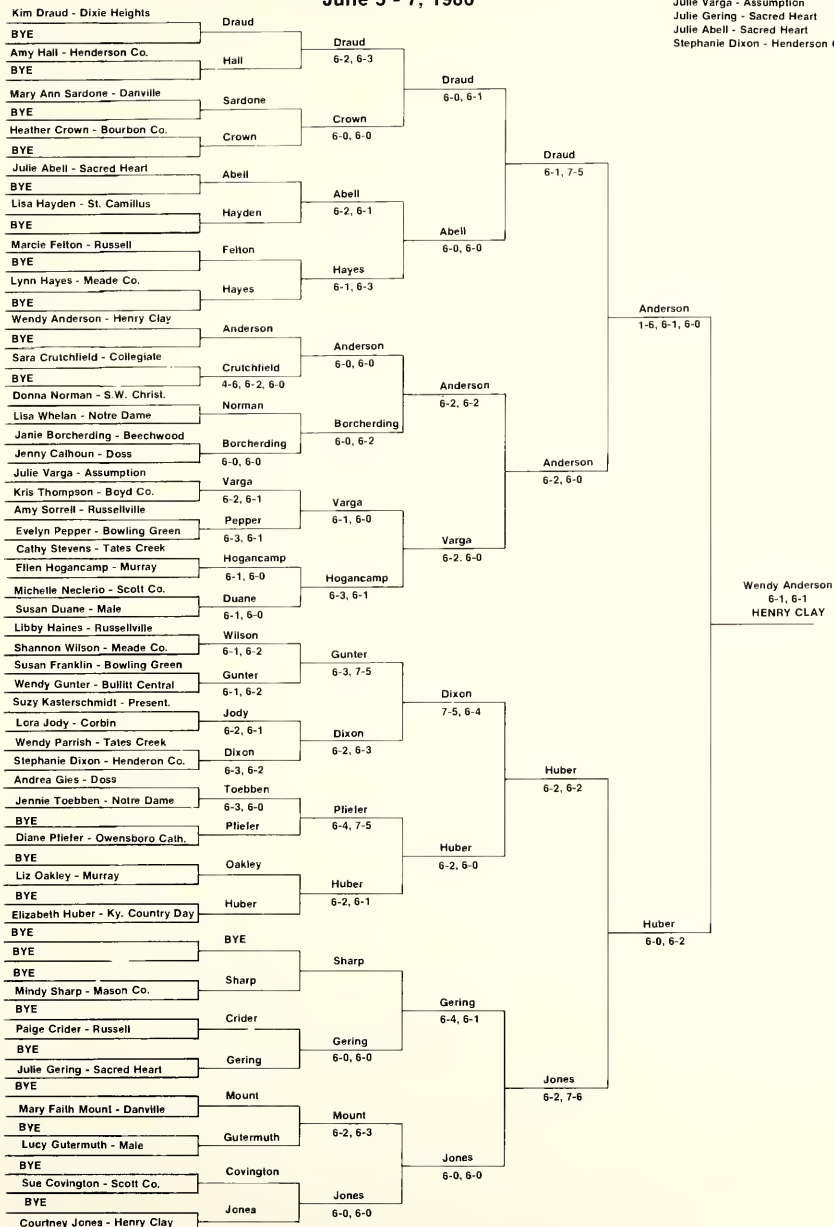 June 5 - 7, 1980
Julie Varga - Assumption
Julie Gering - Sacred Heart
Julie Abell - Sacred Heart
Stephanie Dixon - Henderson
Kim Draud - Dixie Heights
BYE
Amy Hall - Henderson Co.
BYE
Mary Ann Sardone - Danville
BYE
Heather Crown - Bourbon Co.
BYE
Julie Abell - Sacred Heart
BYE
Lisa Hayden - St. Camillus
BYE
Marcie Felton - Russell
BYE
Lynn Hayes - Meade Co.
BYE
Wendy Anderson - Henry Clay
BYE
Sara Crutchfield - Collegiate
BYE
Donna Norman - S.W. Christ.
Lisa Whelan - Notre Dame
Janie Borcherding - Beechwood
Jenny Calhoun - Doss
Julie Varga - Assumption
Kris Thompson - Boyd Co.
Amy Sorrell - Russellville
Evelyn Pepper - Bowling Green
Cathy Stevens - Tates Creek
Ellen Hogancamp - Murray
Michelle Neclerio - Scott Co.
Susan Duane - Male
Libby Haines - Russellville
Shannon Wilson - Meade Co.
Susan Franklin - Bowling Green
Wendy Gunter - Bullitt Central
Suzy Kasterschmidt - Present.
Lora Jody - Corbin
Wendy Parrish - Tates Creek
Stephanie Dixon - Henderon Co.
Andrea Gies - Doss
Jennie Toebben - Notre Dame
BYE
Diane Pliefer - Owensboro Cath.
BYE
Liz Oakley - Murray
BYE
Elizabeth Huber - Ky. Country Day
BYE
BYE
BYE
Mindy Sharp - Mason Co.
BYE
Paige Crider - Russell
BYE
Julie Gering - Sacred Heart
BYE
Mary Faith Mount - Danville
BYE
Lucy Gutermuth - Male
BYE
Sue Covington - Scott Co.
BYE
Courtney Jones - Henry Clay
Draud
Hall
Sardone
Crown
Abell
Hayden
Felton
Hayes
Anderson
Crutchfield
4-6, 6-2, 6-0
Norman
Borcherding
6-0, 6-0
Varga
6-2, 6-1
Pepper
6-3, 6-1
Hogancamp
6-1, 6-0
Duane
6-1, 6-0
Wilson
6-1, 6-2
Gunter
6-1, 6-2
Jody
6-2, 6-1
Dixon
6-3, 6-2
Toebben
6-3, 6-0
Pliefer
Oakley
Huber
BYE
Sharp
Crider
Gering
Mount
Gutermuth
Covington
Jones
Draud
6-2, 6-3
Crown
6-0, 6-0
Abell
6-2, 6-1
Hayes
6-1, 6-3
Anderson
6-0, 6-0
Borcherding
6-0, 6-2
Varga
6-1, 6-0
Hogancamp
6-3, 6-1
Gunter
6-3, 7-5
Dixon
6-2, 6-3
Pliefer
6-4, 7-5
Huber
6-2, 6-1
Sharp
Gering
6-0, 6-0
Mount
6-2, 6-3
Jones
6-0, 6-0
Draud
6-0, 6-1
Abell
6-0, 6-0
Anderson
6-2, 6-2
Varga
6-2. 6-0
Dixon
7-5, 6-4
Huber
6-2, 6-0
Gering
6-4, 6-1
Jones
6-0, 6-0
Draud
6-1, 7-5
Anderson
6-2, 6-0
Huber
6-2, 6-2
Jones
6-2, 7-6
Anderson
1-6, 6-1, 6-0
Huber
6-0, 6-2
Wendy Anderson
6-1, 6-1
HENRY CLAY